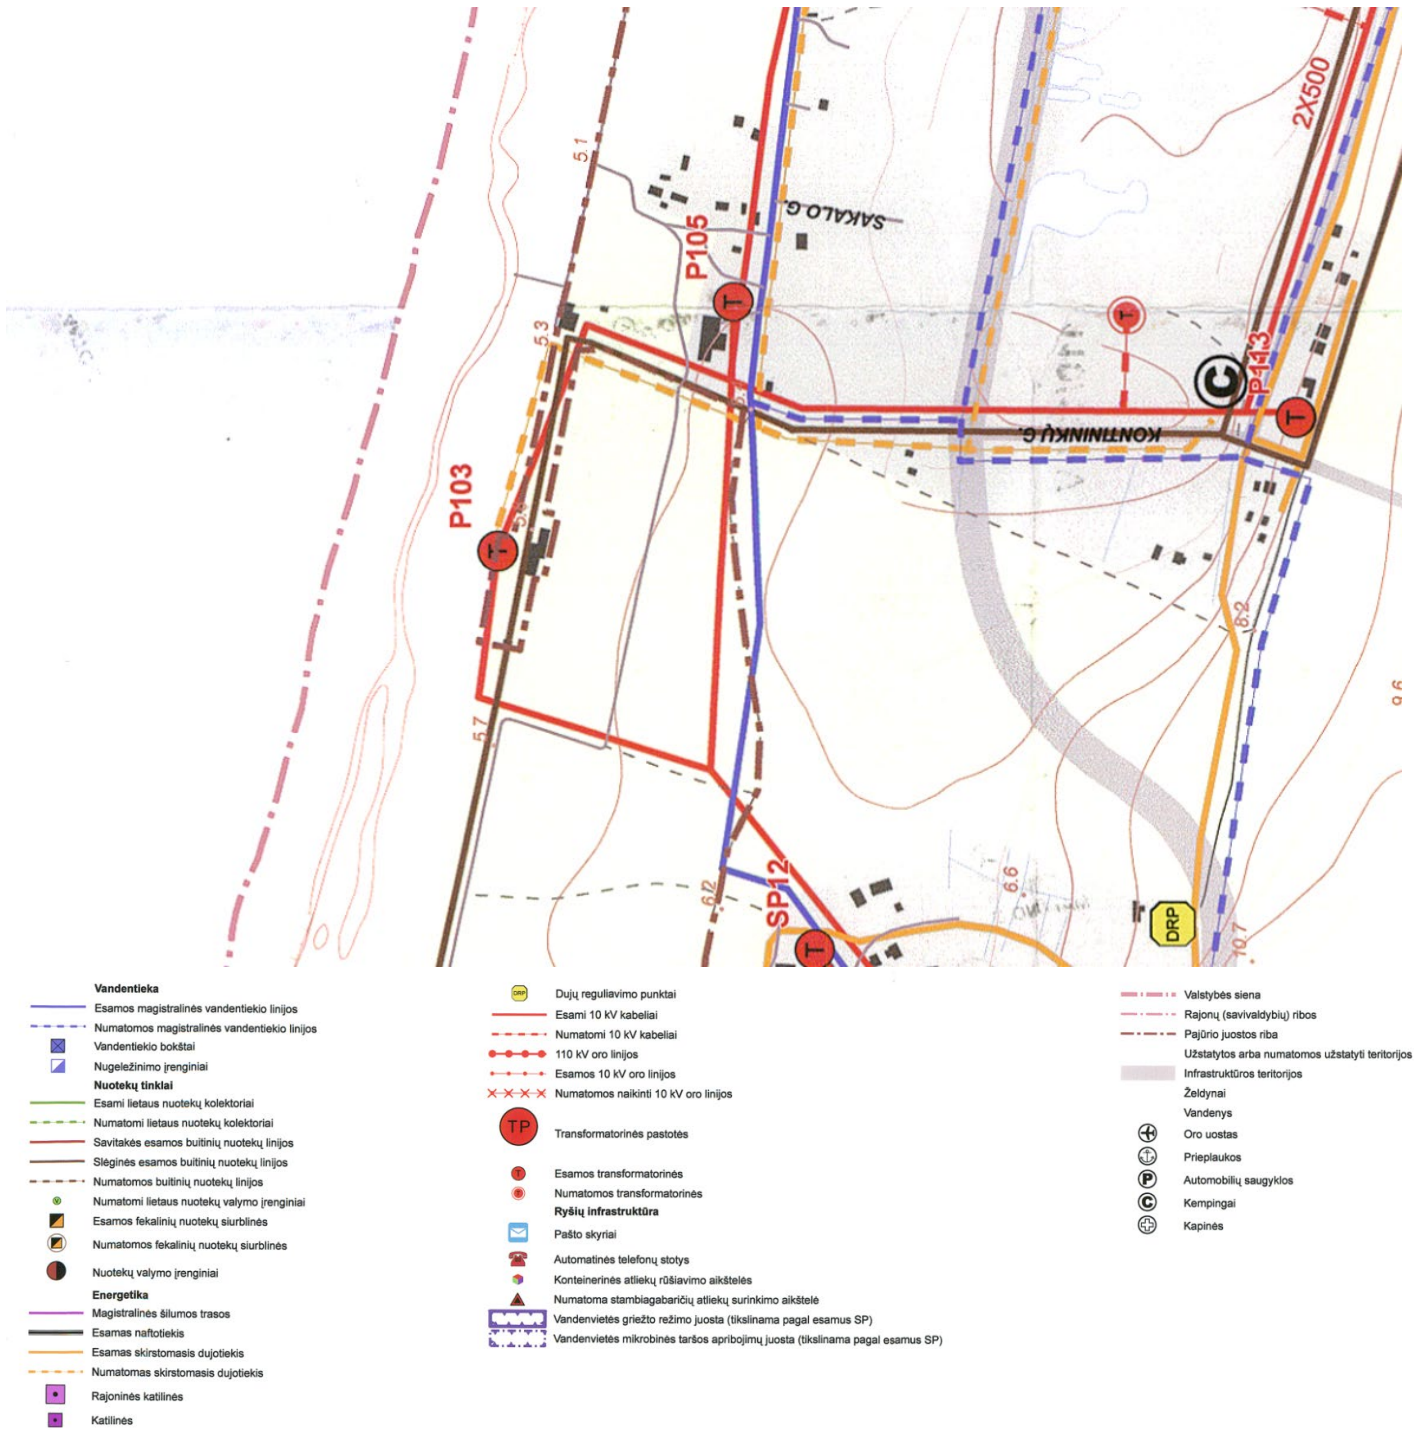 2X500
5.1
SAKALO G.
P105
5.3
T
T
P113
C
KONTININKŲ G.
T
P103
T
8.2
9.6
5.7
SP12
6.2
6.6
DRP
T
10.7
Vandentieka
Esamos magistralinės vandentiekio linijos
Numatomos magistralinės vandentiekio linijos
Vandentiekio bokštai
Nugeležinimo įrenginiai
Nuotekų tinklai
Esami lietaus nuotekų kolektoriai
Numatomi lietaus nuotekų kolektoriai
Savitakės esamos buitinių nuotekų linijos
Slėginės esamos buitinių nuotekų linijos
Numatomos buitinių nuotekų linijos
Numatomi lietaus nuotekų valymo įrenginiai
Esamos fekalinių nuotekų siurblinės
Numatomos fekalinių nuotekų siurblinės
Nuotekų valymo įrenginiai
Energetika
Magistralinės šilumos trasos
Esamas naftotiekis
Esamas skirstomasis dujotiekis
Numatomas skirstomasis dujotiekis
Rajoninės katilinės
Katilinės
DRP Dujų reguliavimo punktai
Esami 10 kV kabeliai
Numatomi 10 kV kabeliai
110 kV oro linijos
Esamos 10 kV oro linijos
Numatomos naikinti 10 kV oro linijos
TP Transformatorinės pastotės
T Esamos transformatorinės
T Numatomos transformatorinės
Ryšių infrastruktūra
Pašto skyriai
Automatinės telefonų stotys
Konteinerinės atliekų rūšiavimo aikštelės
Numatoma stambiagabaričių atliekų surinkimo aikštelė
Vandenvietės griežto režimo juosta (tikslinama pagal esamus SP)
Vandenvietės mikrobinės taršos apribojimų juosta (tikslinama pagal esamus SP)
Valstybės siena
Rajonų (savivaldybių) ribos
Pajūrio juostos riba
Užstatytos arba numatomos užstatyti teritorijos
Infrastruktūros teritorijos
Želdynai
Vandenys
Oro uostas
Prieplaukos
P Automobilių saugyklos
C Kempingai
Kapinės